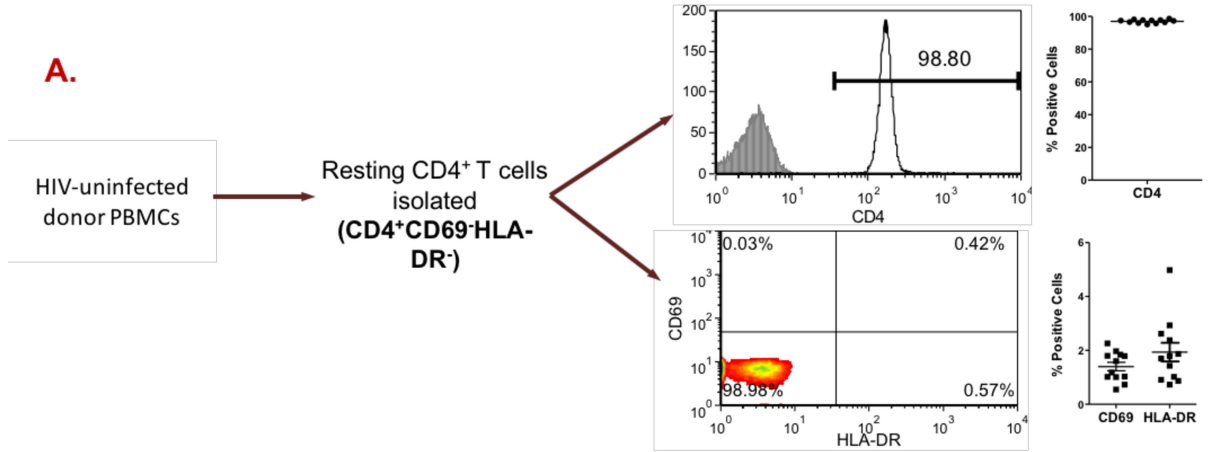 A.
HIV-uninfected
donor PBMCs
Resting CD4⁺ T cells
isolated
(CD4⁺CD69⁻HLA-
DR⁻)
200
150
100
50
0
98.80
10⁰ 10¹ 10² 10³ 10⁴
CD4
% Positive Cells
100
80
60
40
20
0
CD4
CD69
10⁴
10³
10²
10¹
10⁰
0.03% 0.42%
98.98% 0.57%
10⁰ 10¹ 10² 10³ 10⁴
HLA-DR
% Positive Cells
6
4
2
0
CD69 HLA-DR